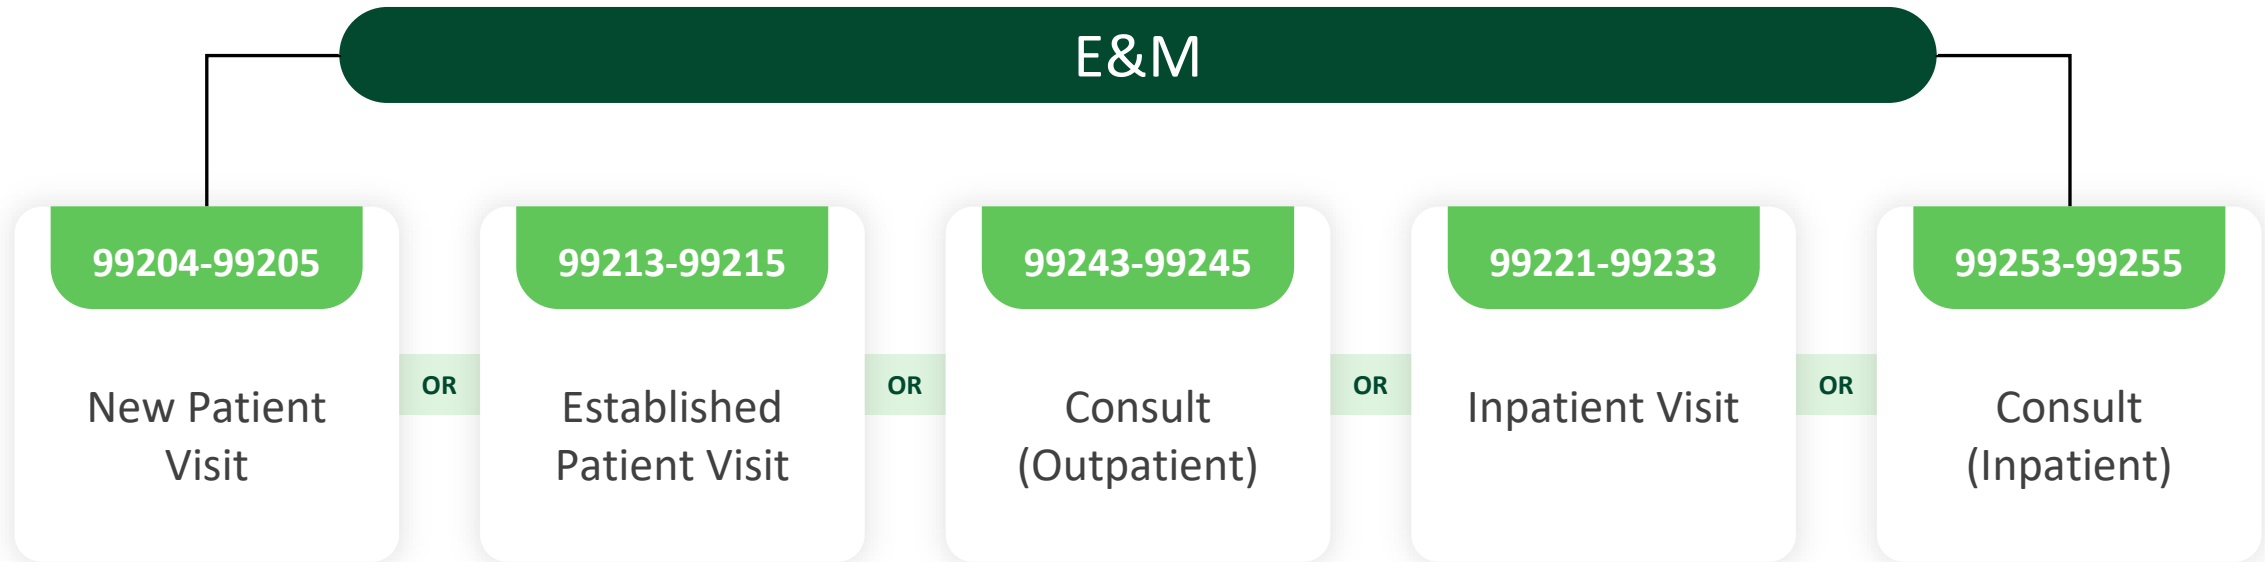 E&M
99204-99205
New Patient
Visit
OR
99213-99215
Established
Patient Visit
OR
99243-99245
Consult
(Outpatient)
OR
99221-99233
Inpatient Visit
OR
99253-99255
Consult
(Inpatient)